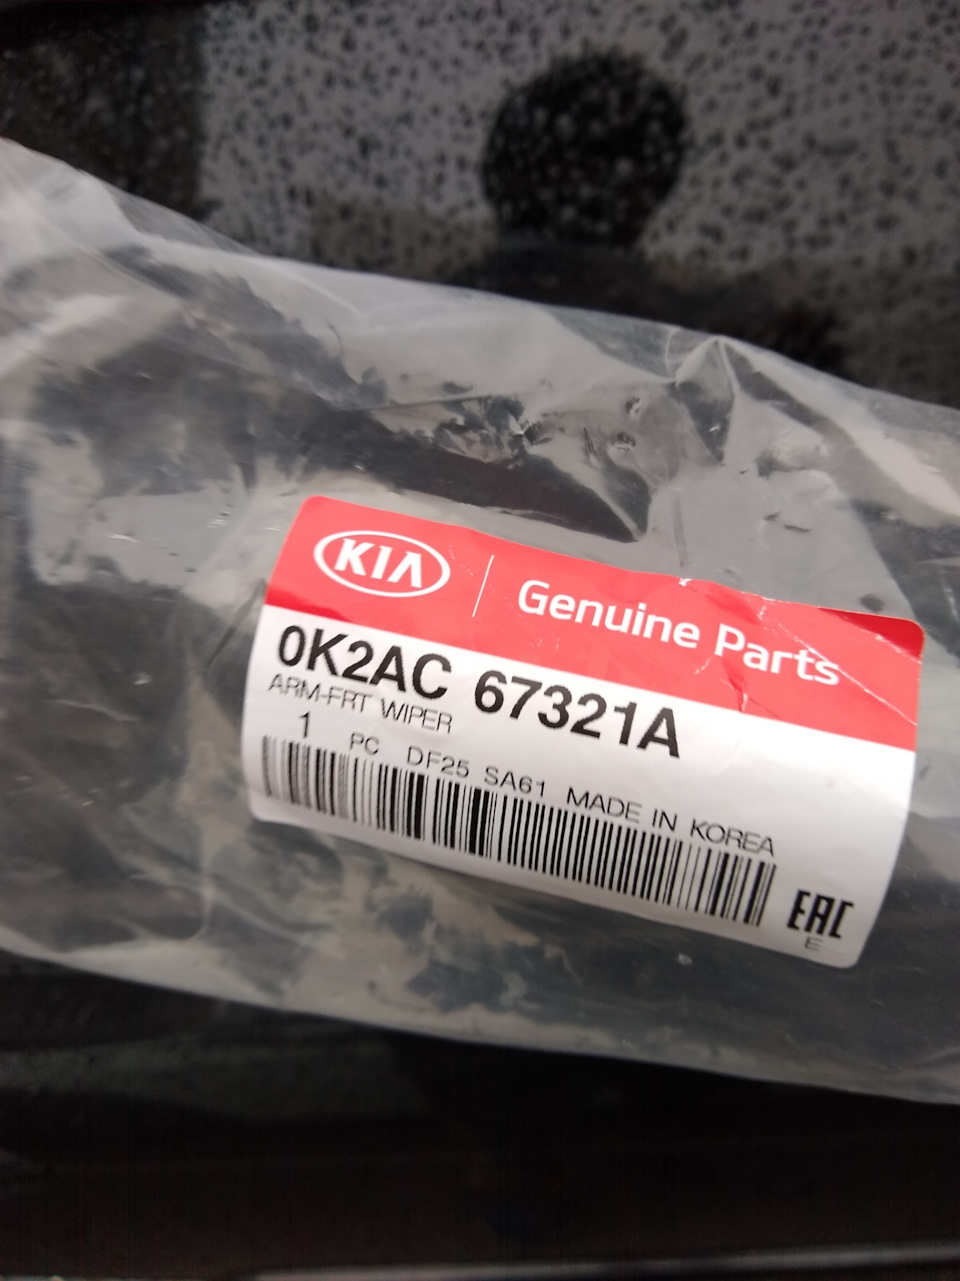 KIA Genuine Parts
0K2AC 67321A
ARM-FRT WIPER
1 PC DF25 SA61 MADE IN KOREA
EAC
E